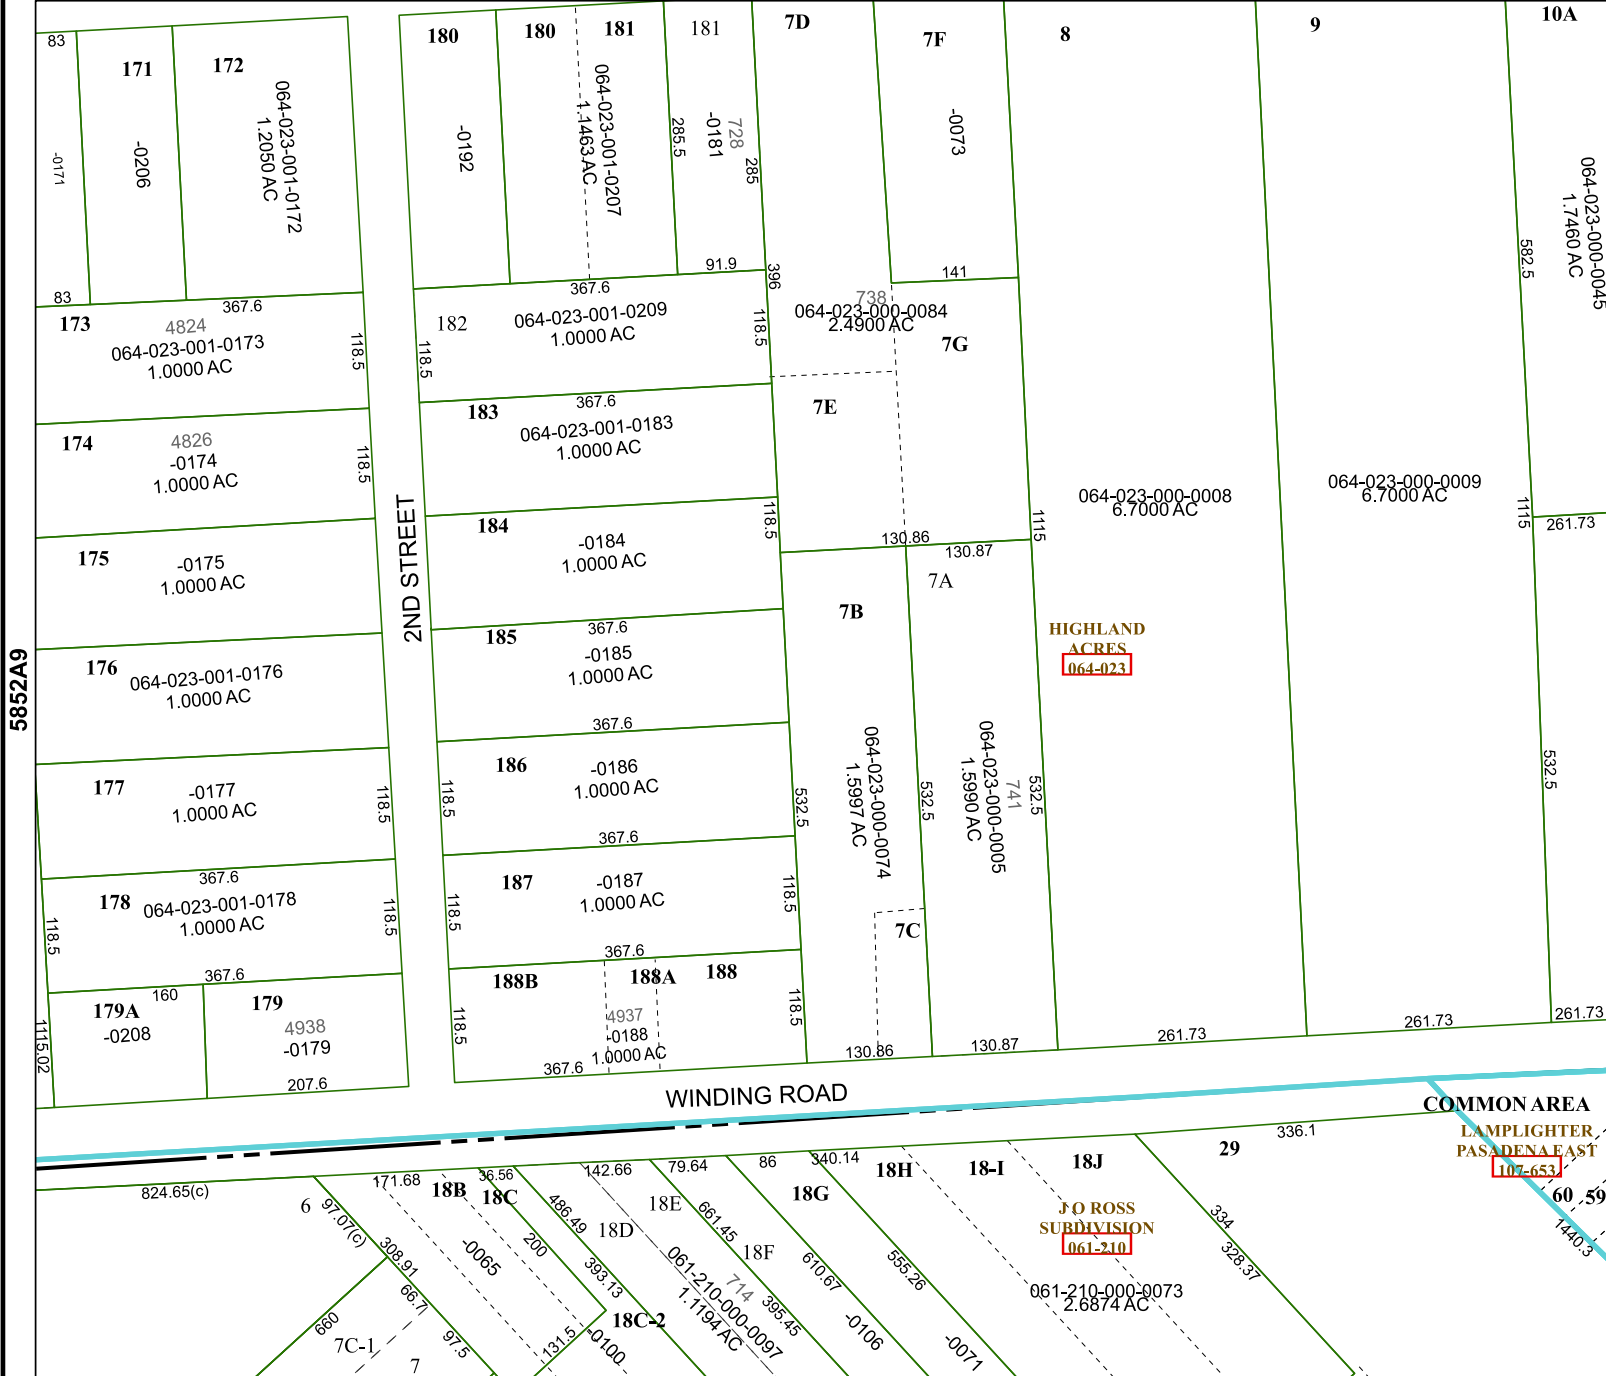 83
171
172
-0171
-0206
064-023-001-0172
1.2050 AC
83
367.6
173
4824
064-023-001-0173
1.0000 AC
118.5
174
4826
-0174
1.0000 AC
118.5
175
-0175
1.0000 AC
176
064-023-001-0176
1.0000 AC
177
-0177
1.0000 AC
118.5
367.6
178
064-023-001-0178
1.0000 AC
118.5
118.5
367.6
179A
160
179
-0208
4938
-0179
207.6
1115.02
5852A9
2ND STREET
180
180
181
181
-0192
064-023-001-0207
1.1463 AC
285.5
-0181
728
285
91.9
396
367.6
182
064-023-001-0209
1.0000 AC
118.5
118.5
183
367.6
064-023-001-0183
1.0000 AC
184
-0184
1.0000 AC
118.5
185
367.6
-0185
1.0000 AC
367.6
186
-0186
1.0000 AC
118.5
367.6
187
-0187
1.0000 AC
118.5
118.5
367.6
188B
188A
188
4937
-0188
1.0000 AC
118.5
118.5
367.6
7D
7F
-0073
141
738
064-023-000-0084
2.4900 AC
7G
7E
130.86
130.87
7A
7B
064-023-000-0074
1.5997 AC
532.5
532.5
064-023-000-0005
1.5990 AC
741
532.5
7C
130.86
130.87
8
1115
064-023-000-0008
6.7000 AC
HIGHLAND
ACRES
064-023
261.73
9
064-023-000-0009
6.7000 AC
582.5
1115
532.5
261.73
10A
064-023-000-0045
1.7460 AC
261.73
261.73
WINDING ROAD
COMMON AREA
LAMPLIGHTER
PASADENA EAST
107-653
60
59
1440.3
824.65(c)
6
97.07(c)
308.91
66.7
97.5
660
7C-1
7
171.68
18B
36.56
18C
-0065
200
131.5
-0100
18C-2
486.49
393.13
142.66
18D
18E
79.64
661.45
395.45
061-210-000-0097
1.1194 AC
714
18F
86
18G
610.67
-0106
340.14
555.26
-0071
18H
18-I
18J
J O ROSS
SUBDIVISION
061-210
061-210-000-0073
2.6874 AC
29
336.1
334
328.37